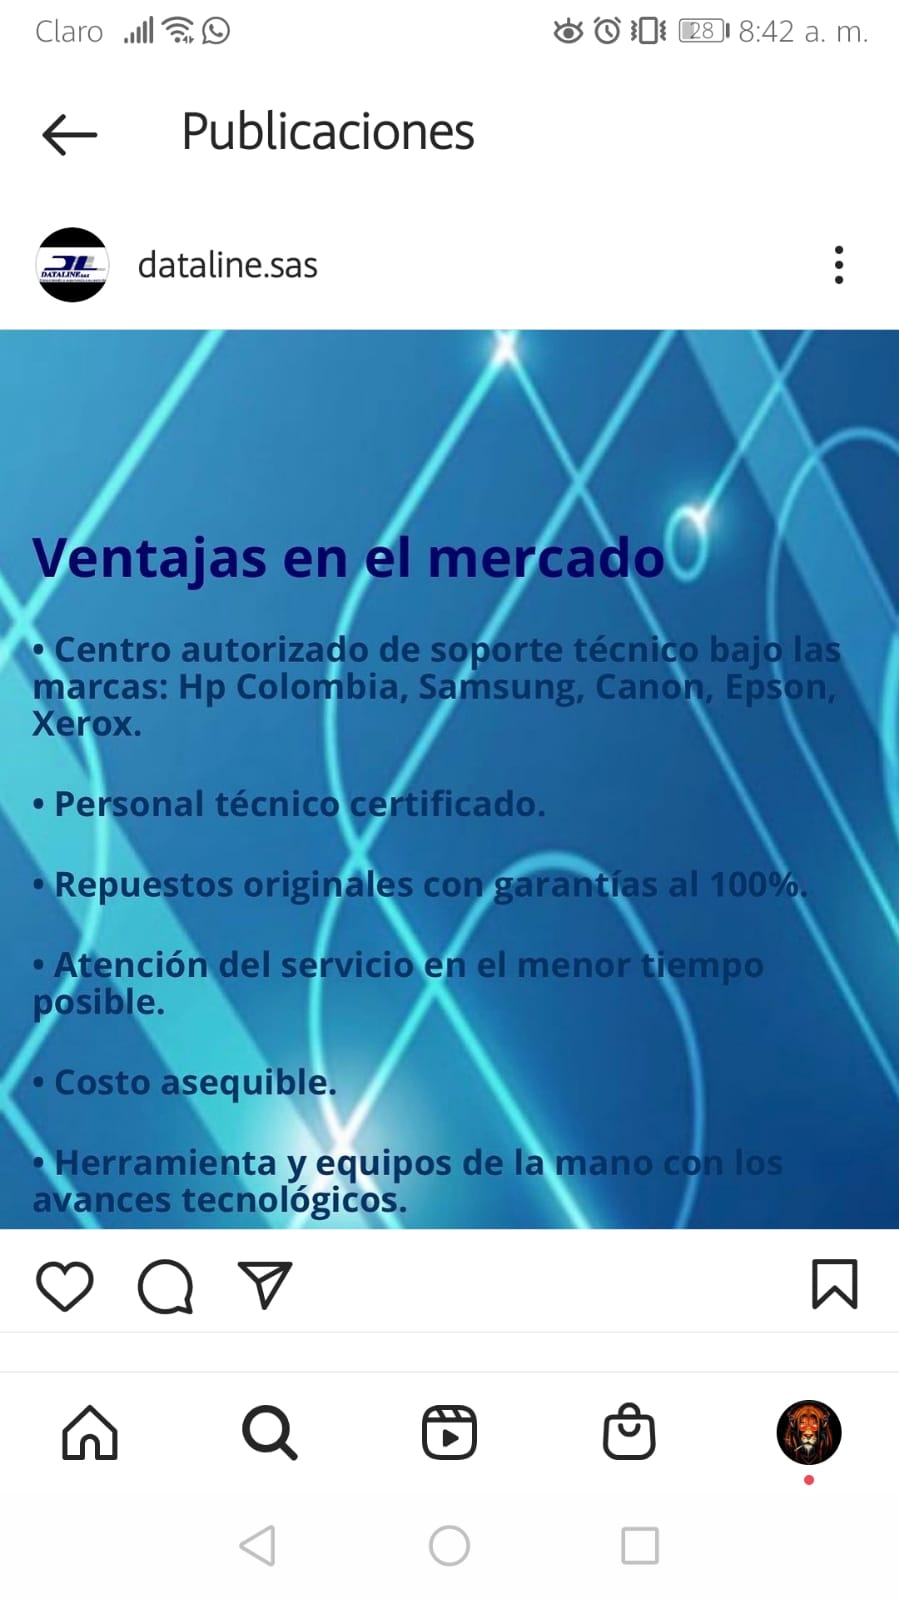 Claro 28 8:42 a. m.
Publicaciones
DATALINE SAS
dataline.sas
Ventajas en el mercado
• Centro autorizado de soporte técnico bajo las
marcas: Hp Colombia, Samsung, Canon, Epson,
Xerox.
• Personal técnico certificado.
• Repuestos originales con garantías al 100%.
• Atención del servicio en el menor tiempo
posible.
• Costo asequible.
• Herramienta y equipos de la mano con los
avances tecnológicos.